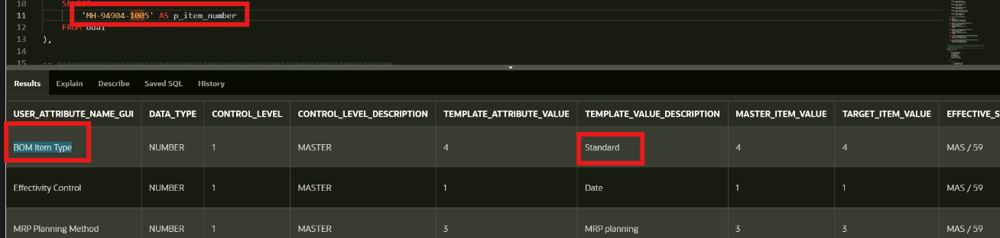 10 SELECT
11 'MH-94904-1005' AS p_item_number
12 FROM dual
13 ),
14
15 -- ================================================================
Results Explain Describe Saved SQL History
USER_ATTRIBUTE_NAME_GUI DATA_TYPE CONTROL_LEVEL CONTROL_LEVEL_DESCRIPTION TEMPLATE_ATTRIBUTE_VALUE TEMPLATE_VALUE_DESCRIPTION MASTER_ITEM_VALUE TARGET_ITEM_VALUE EFFECTIVE_S
BOM Item Type NUMBER 1 MASTER 4 Standard 4 4 MAS / 59
Effectivity Control NUMBER 1 MASTER 1 Date 1 1 MAS / 59
MRP Planning Method NUMBER 1 MASTER 3 MRP planning 3 3 MAS / 59